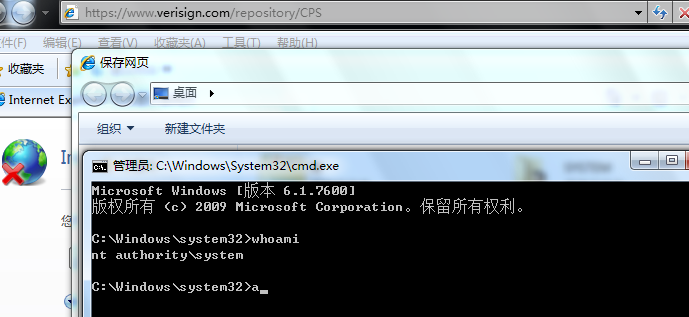 https://www.verisign.com/repository/CPS
件(F) 编辑(E) 查看(V) 收藏夹(A) 工具(T) 帮助(H)
保存网页
收藏夹
桌面
Internet Ex
组织 新建文件夹
管理员: C:\Windows\System32\cmd.exe
Microsoft Windows [版本 6.1.7600]
版权所有 (c) 2009 Microsoft Corporation。保留所有权利。
C:\Windows\system32>whoami
nt authority\system
C:\Windows\system32>a_